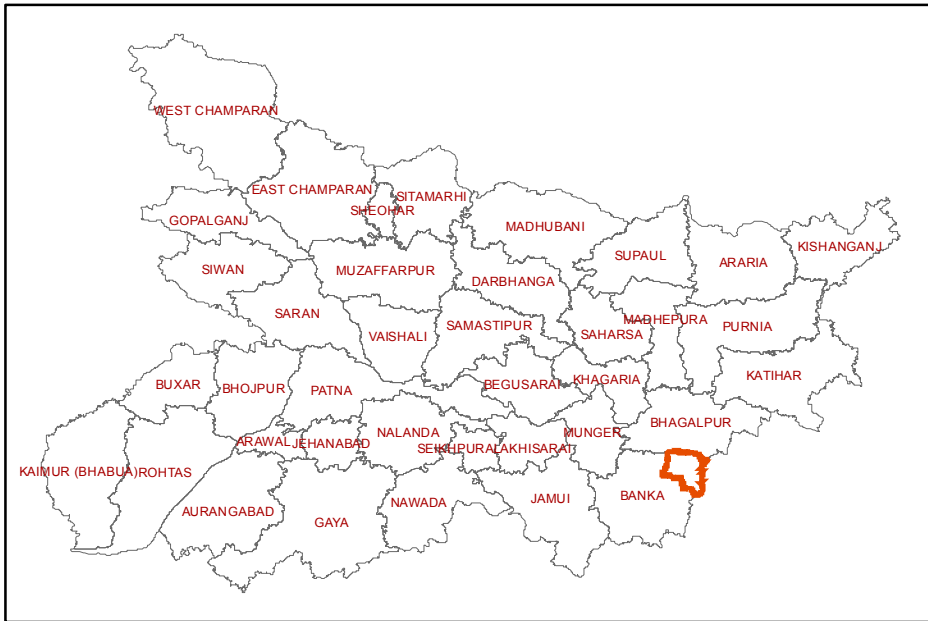 WEST CHAMPARAN
EAST CHAMPARAN
SITAMARHI
SHEOHAR
GOPALGANJ
MADHUBANI
SUPAUL
ARARIA
KISHANGANJ
SIWAN
MUZAFFARPUR
DARBHANGA
SARAN
VAISHALI
SAMASTIPUR
SAHARSA
MADHEPURA
PURNIA
BUXAR
BHOJPUR
PATNA
BEGUSARAI
KHAGARIA
KATIHAR
BHAGALPUR
ARAWAL
JEHANABAD
NALANDA
SEIKHPURA
LAKHISARAI
MUNGER
KAIMUR (BHABUA)
ROHTAS
AURANGABAD
GAYA
NAWADA
JAMUI
BANKA